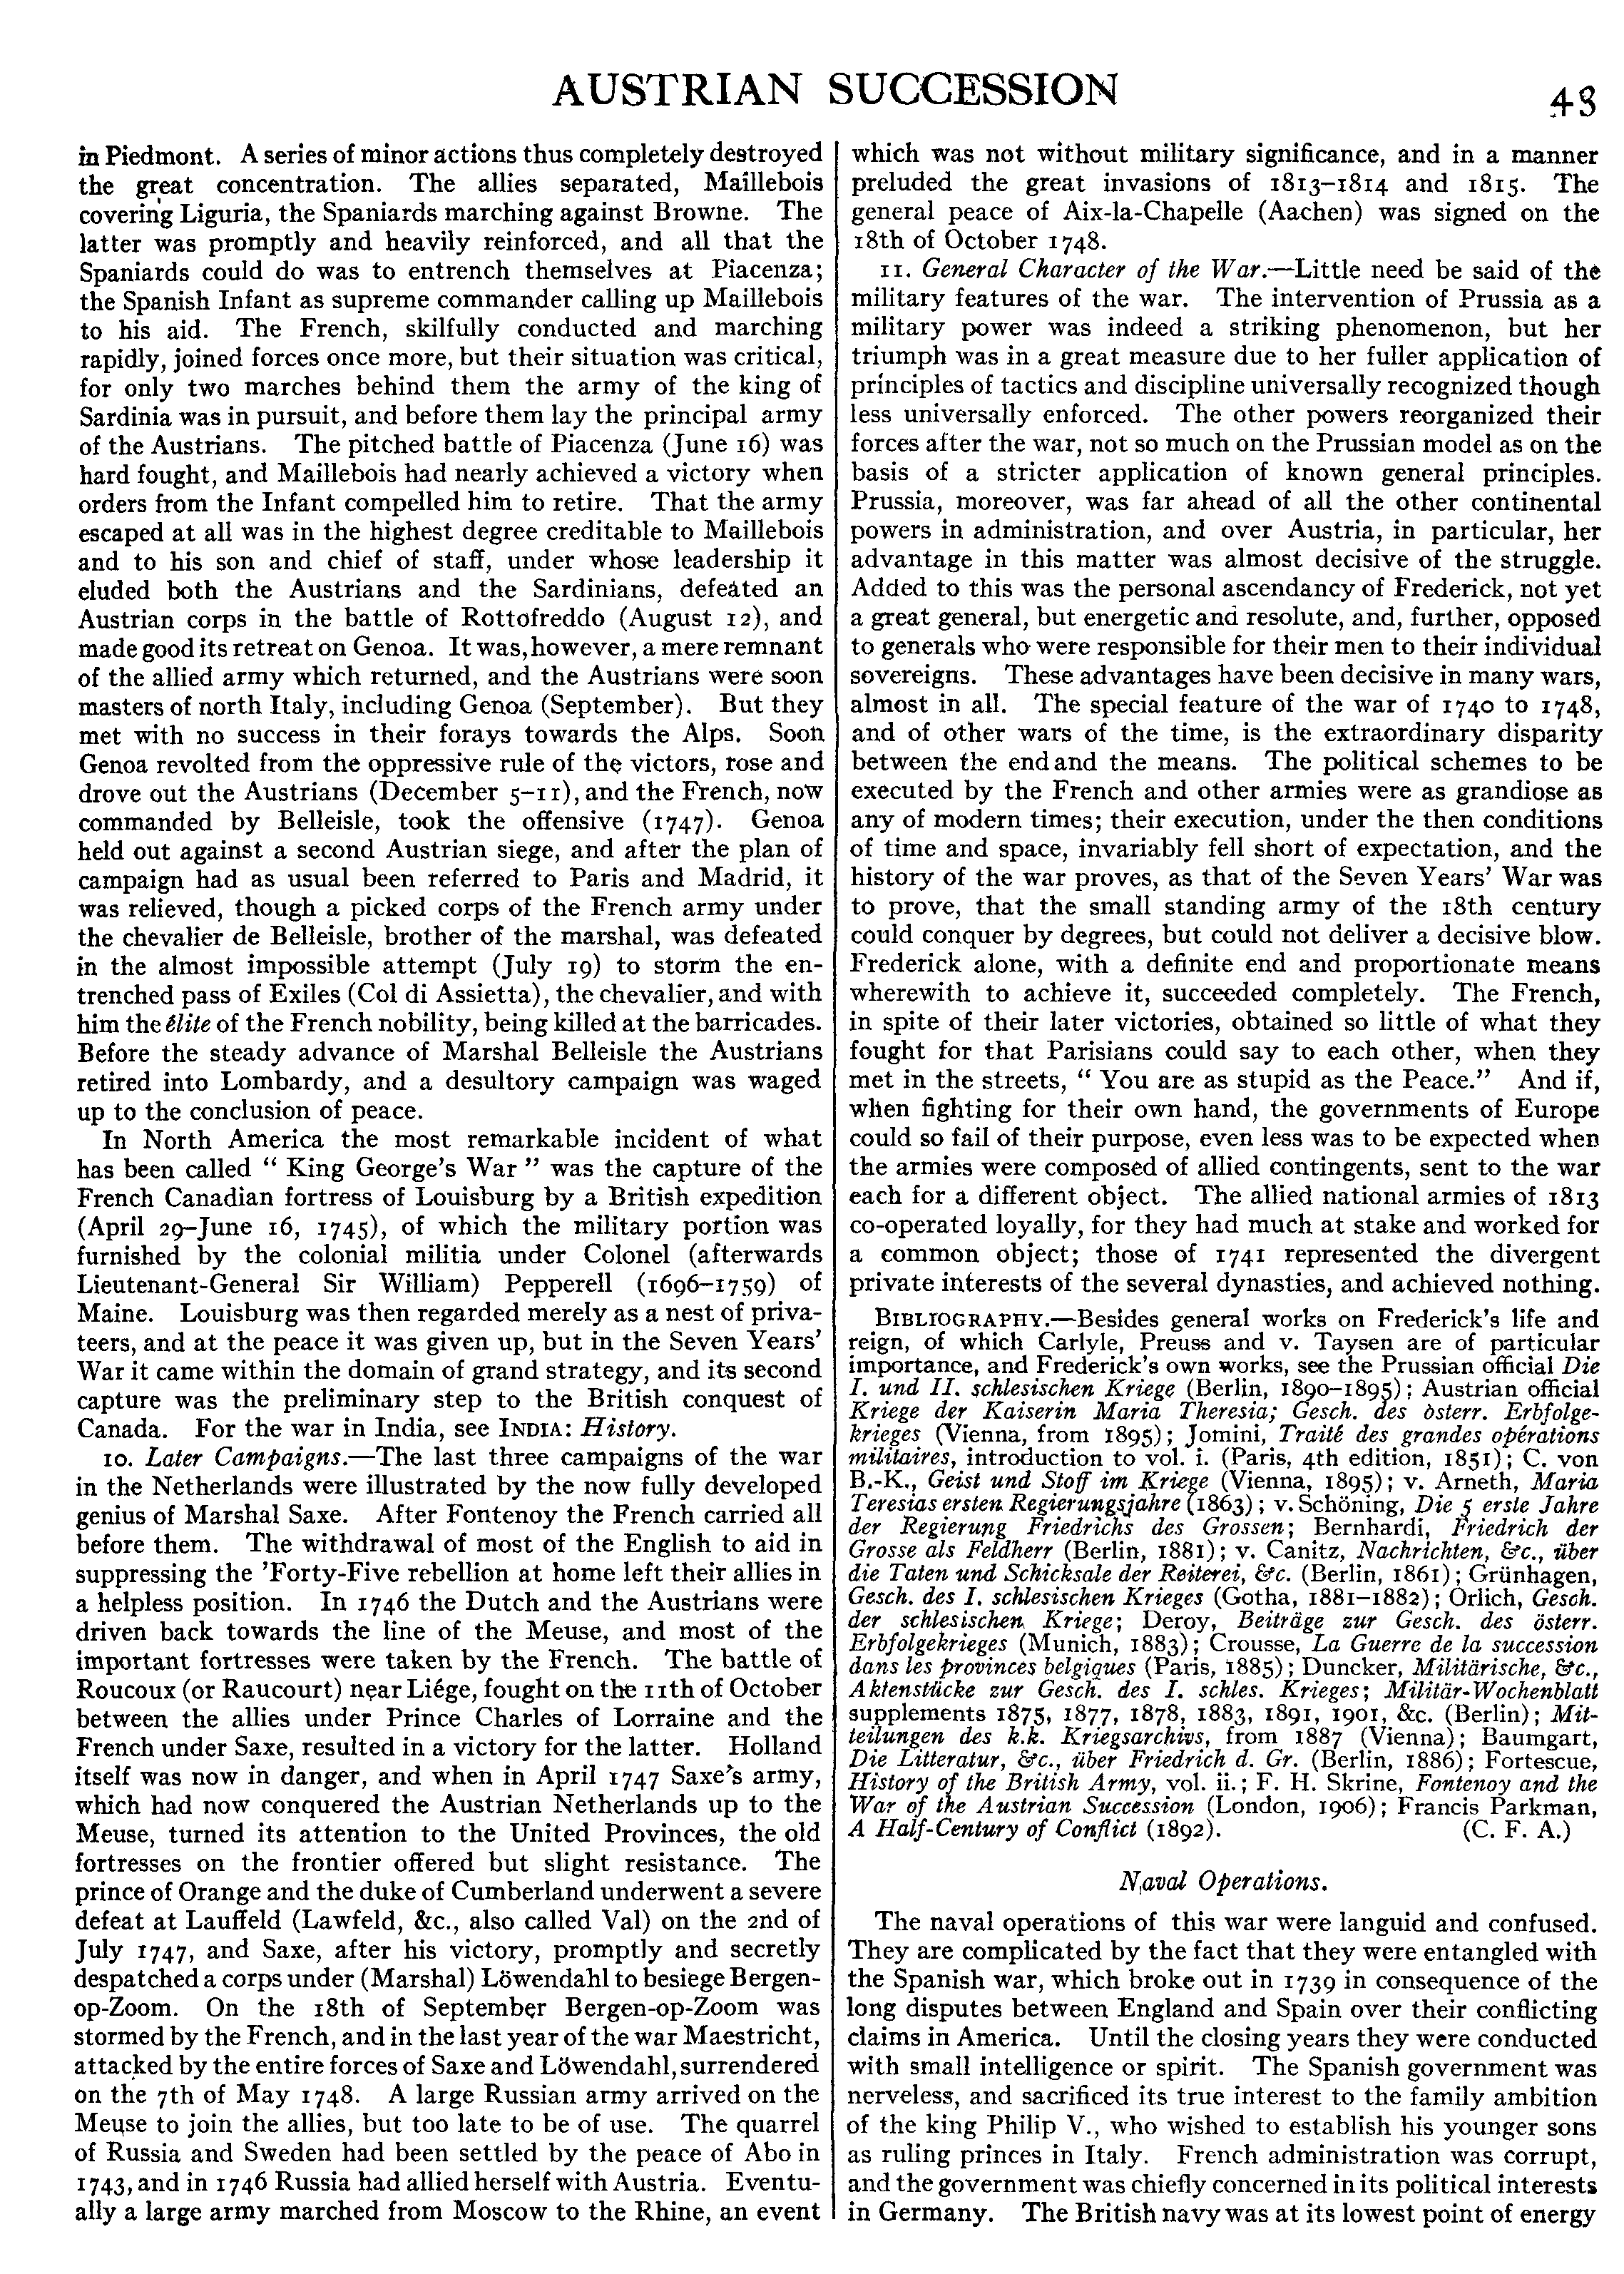 AUSTRIAN SUCCESSION
43
in Piedmont. A series of minor actions thus completely destroyed
the great concentration. The allies separated, Maillebois
covering Liguria, the Spaniards marching against Browne. The
latter was promptly and heavily reinforced, and all that the
Spaniards could do was to entrench themselves at Piacenza;
the Spanish Infant as supreme commander calling up Maillebois
to his aid. The French, skilfully conducted and marching
rapidly, joined forces once more, but their situation was critical,
for only two marches behind them the army of the king of
Sardinia was in pursuit, and before them lay the principal army
of the Austrians. The pitched battle of Piacenza (June 16) was
hard fought, and Maillebois had nearly achieved a victory when
orders from the Infant compelled him to retire. That the army
escaped at all was in the highest degree creditable to Maillebois
and to his son and chief of staff, under whose leadership it
eluded both the Austrians and the Sardinians, defeated an
Austrian corps in the battle of Rottofreddo (August 12), and
made good its retreat on Genoa. It was, however, a mere remnant
of the allied army which returned, and the Austrians were soon
masters of north Italy, including Genoa (September). But they
met with no success in their forays towards the Alps. Soon
Genoa revolted from the oppressive rule of the victors, rose and
drove out the Austrians (December 5–11), and the French, now
commanded by Belleisle, took the offensive (1747). Genoa
held out against a second Austrian siege, and after the plan of
campaign had as usual been referred to Paris and Madrid, it
was relieved, though a picked corps of the French army under
the chevalier de Belleisle, brother of the marshal, was defeated
in the almost impossible attempt (July 19) to storm the en-
trenched pass of Exiles (Col di Assietta), the chevalier, and with
him the élite of the French nobility, being killed at the barricades.
Before the steady advance of Marshal Belleisle the Austrians
retired into Lombardy, and a desultory campaign was waged
up to the conclusion of peace.
In North America the most remarkable incident of what
has been called “ King George’s War ” was the capture of the
French Canadian fortress of Louisburg by a British expedition
(April 29–June 16, 1745), of which the military portion was
furnished by the colonial militia under Colonel (afterwards
Lieutenant-General Sir William) Pepperell (1696–1759) of
Maine. Louisburg was then regarded merely as a nest of priva-
teers, and at the peace it was given up, but in the Seven Years’
War it came within the domain of grand strategy, and its second
capture was the preliminary step to the British conquest of
Canada. For the war in India, see INDIA: History.
10. Later Campaigns.—The last three campaigns of the war
in the Netherlands were illustrated by the now fully developed
genius of Marshal Saxe. After Fontenoy the French carried all
before them. The withdrawal of most of the English to aid in
suppressing the ’Forty-Five rebellion at home left their allies in
a helpless position. In 1746 the Dutch and the Austrians were
driven back towards the line of the Meuse, and most of the
important fortresses were taken by the French. The battle of
Roucoux (or Raucourt) near Liége, fought on the 11th of October
between the allies under Prince Charles of Lorraine and the
French under Saxe, resulted in a victory for the latter. Holland
itself was now in danger, and when in April 1747 Saxe’s army,
which had now conquered the Austrian Netherlands up to the
Meuse, turned its attention to the United Provinces, the old
fortresses on the frontier offered but slight resistance. The
prince of Orange and the duke of Cumberland underwent a severe
defeat at Lauffeld (Lawfeld, &c., also called Val) on the 2nd of
July 1747, and Saxe, after his victory, promptly and secretly
despatched a corps under (Marshal) Löwendahl to besiege Bergen-
op-Zoom. On the 18th of September Bergen-op-Zoom was
stormed by the French, and in the last year of the war Maestricht,
attacked by the entire forces of Saxe and Löwendahl, surrendered
on the 7th of May 1748. A large Russian army arrived on the
Meuse to join the allies, but too late to be of use. The quarrel
of Russia and Sweden had been settled by the peace of Abo in
1743, and in 1746 Russia had allied herself with Austria. Eventu-
ally a large army marched from Moscow to the Rhine, an event
which was not without military significance, and in a manner
preluded the great invasions of 1813–1814 and 1815. The
general peace of Aix-la-Chapelle (Aachen) was signed on the
18th of October 1748.
11. General Character of the War.—Little need be said of the
military features of the war. The intervention of Prussia as a
military power was indeed a striking phenomenon, but her
triumph was in a great measure due to her fuller application of
principles of tactics and discipline universally recognized though
less universally enforced. The other powers reorganized their
forces after the war, not so much on the Prussian model as on the
basis of a stricter application of known general principles.
Prussia, moreover, was far ahead of all the other continental
powers in administration, and over Austria, in particular, her
advantage in this matter was almost decisive of the struggle.
Added to this was the personal ascendancy of Frederick, not yet
a great general, but energetic and resolute, and, further, opposed
to generals who were responsible for their men to their individual
sovereigns. These advantages have been decisive in many wars,
almost in all. The special feature of the war of 1740 to 1748,
and of other wars of the time, is the extraordinary disparity
between the end and the means. The political schemes to be
executed by the French and other armies were as grandiose as
any of modern times; their execution, under the then conditions
of time and space, invariably fell short of expectation, and the
history of the war proves, as that of the Seven Years’ War was
to prove, that the small standing army of the 18th century
could conquer by degrees, but could not deliver a decisive blow.
Frederick alone, with a definite end and proportionate means
wherewith to achieve it, succeeded completely. The French,
in spite of their later victories, obtained so little of what they
fought for that Parisians could say to each other, when they
met in the streets, “ You are as stupid as the Peace.” And if,
when fighting for their own hand, the governments of Europe
could so fail of their purpose, even less was to be expected when
the armies were composed of allied contingents, sent to the war
each for a different object. The allied national armies of 1813
co-operated loyally, for they had much at stake and worked for
a common object; those of 1741 represented the divergent
private interests of the several dynasties, and achieved nothing.
BIBLIOGRAPHY.—Besides general works on Frederick’s life and
reign, of which Carlyle, Preuss and v. Taysen are of particular
importance, and Frederick’s own works, see the Prussian official Die
I. und II. schlesischen Kriege (Berlin, 1890–1895); Austrian official
Kriege der Kaiserin Maria Theresia; Gesch. des österr. Erbfolge-
krieges (Vienna, from 1895); Jomini, Traité des grandes opérations
militaires, introduction to vol. i. (Paris, 4th edition, 1851); C. von
B.-K., Geist und Stoff im Kriege (Vienna, 1895); v. Arneth, Maria
Teresias ersten Regierungsjahre (1863); v. Schöning, Die 5 erste Jahre
der Regierung Friedrichs des Grossen; Bernhardi, Friedrich der
Grosse als Feldherr (Berlin, 1881); v. Canitz, Nachrichten, &c., über
die Taten und Schicksale der Reiterei, &c. (Berlin, 1861); Grünhagen,
Gesch. des I. schlesischen Krieges (Gotha, 1881–1882); Orlich, Gesch.
der schlesischen Kriege; Deroy, Beiträge zur Gesch. des österr.
Erbfolgekrieges (Munich, 1883); Crousse, La Guerre de la succession
dans les provinces belgiques (Paris, 1885); Duncker, Militärische, &c.,
Aktenstücke zur Gesch. des I. schles. Krieges; Militär-Wochenblatt
supplements 1875, 1877, 1878, 1883, 1891, 1901, &c. (Berlin); Mit-
teilungen des k.k. Kriegsarchivs, from 1887 (Vienna); Baumgart,
Die Litteratur, &c., über Friedrich d. Gr. (Berlin, 1886); Fortescue,
History of the British Army, vol. ii.; F. H. Skrine, Fontenoy and the
War of the Austrian Succession (London, 1906); Francis Parkman,
A Half-Century of Conflict (1892). (C. F. A.)
Naval Operations.
The naval operations of this war were languid and confused.
They are complicated by the fact that they were entangled with
the Spanish war, which broke out in 1739 in consequence of the
long disputes between England and Spain over their conflicting
claims in America. Until the closing years they were conducted
with small intelligence or spirit. The Spanish government was
nerveless, and sacrificed its true interest to the family ambition
of the king Philip V., who wished to establish his younger sons
as ruling princes in Italy. French administration was corrupt,
and the government was chiefly concerned in its political interests
in Germany. The British navy was at its lowest point of energy